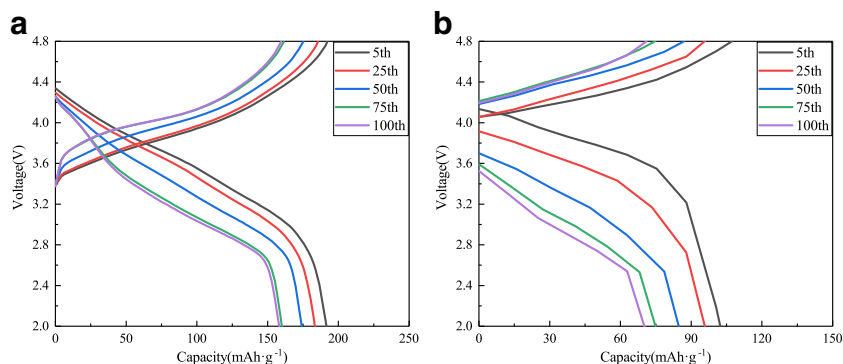 a
4.8
4.4
4.0
3.6
3.2
2.8
2.4
2.0
Voltage(V)
0 50 100 150 200 250
Capacity(mAh·g⁻¹)
5th
25th
50th
75th
100th
b
4.8
4.4
4.0
3.6
3.2
2.8
2.4
2.0
Voltage(V)
0 30 60 90 120 150
Capacity(mAh·g⁻¹)
5th
25th
50th
75th
100th